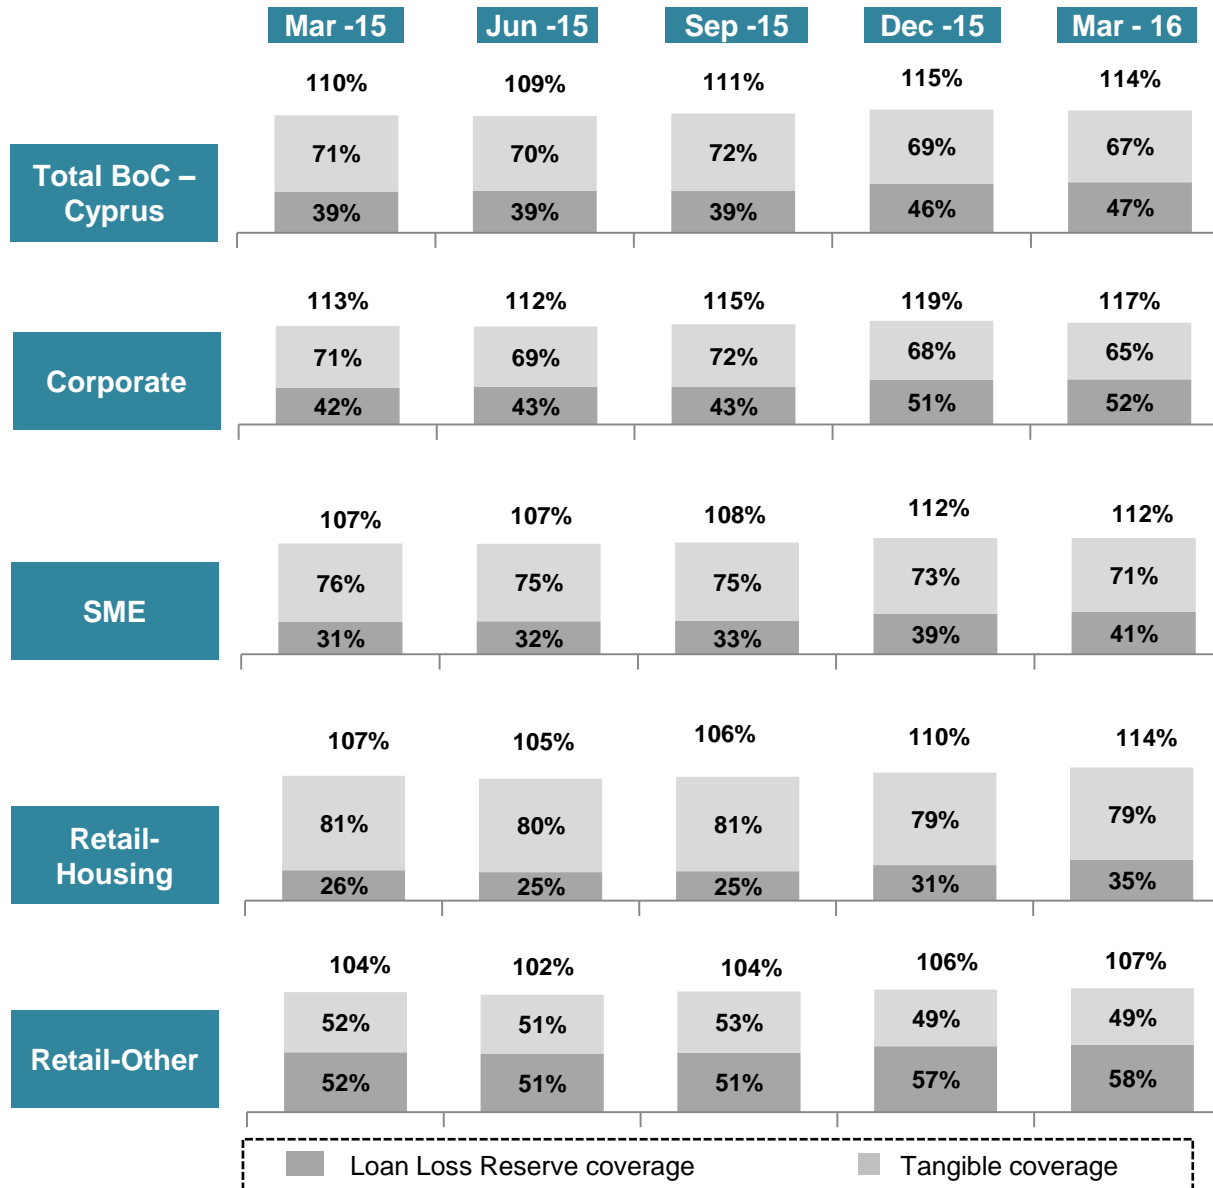 Mar -15 Jun -15 Sep -15 Dec -15 Mar - 16
110% 109% 111% 115% 114%
71% 70% 72% 69% 67%
Total BoC –
Cyprus
39% 39% 39% 46% 47%
113% 112% 115% 119% 117%
71% 69% 72% 68% 65%
Corporate
42% 43% 43% 51% 52%
107% 107% 108% 112% 112%
76% 75% 75% 73% 71%
SME
31% 32% 33% 39% 41%
107% 105% 106% 110% 114%
81% 80% 81% 79% 79%
Retail-
Housing
26% 25% 25% 31% 35%
104% 102% 104% 106% 107%
52% 51% 53% 49% 49%
Retail-Other
52% 51% 51% 57% 58%
Loan Loss Reserve coverage Tangible coverage